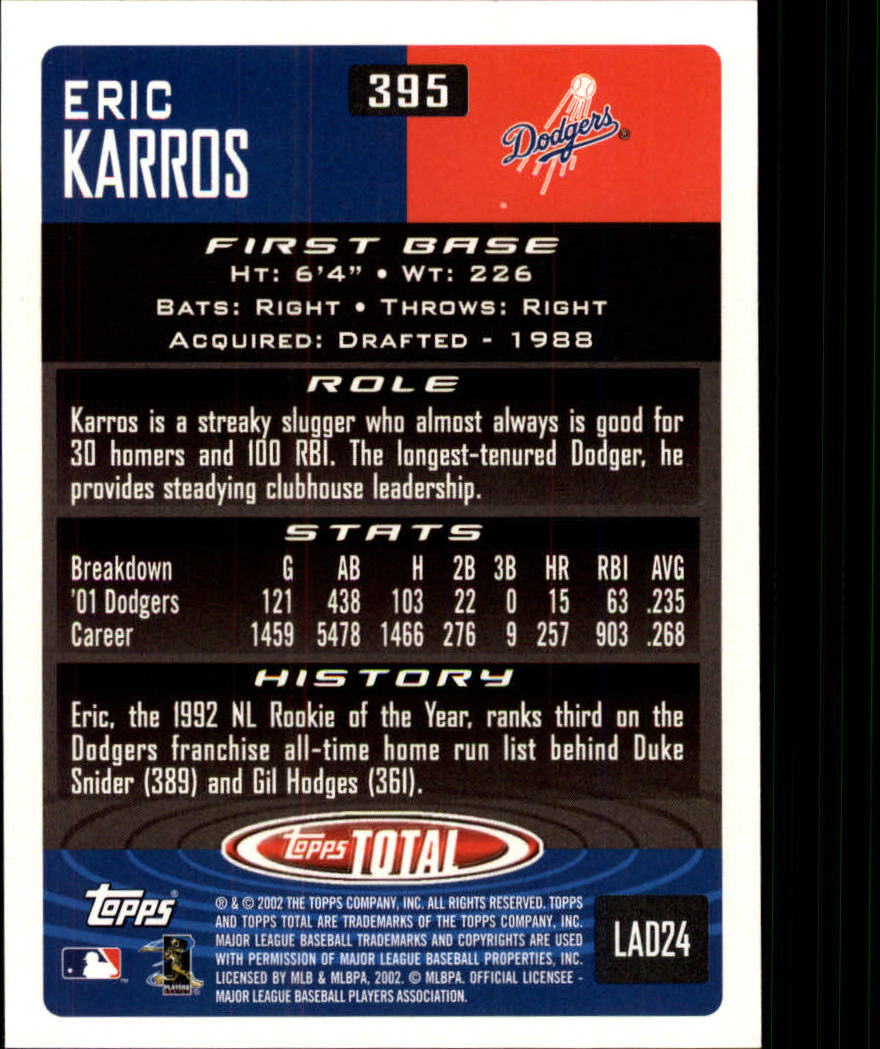 ERIC
KARROS
395
Dodgers ®
FIRST BASE
HT: 6'4" • WT: 226
BATS: RIGHT • THROWS: RIGHT
ACQUIRED: DRAFTED - 1988
ROLE
Karros is a streaky slugger who almost always is good for
30 homers and 100 RBI. The longest-tenured Dodger, he
provides steadying clubhouse leadership.
STATS
Breakdown G AB H 2B 3B HR RBI AVG
'01 Dodgers 121 438 103 22 0 15 63 .235
Career 1459 5478 1466 276 9 257 903 .268
HISTORY
Eric, the 1992 NL Rookie of the Year, ranks third on the
Dodgers franchise all-time home run list behind Duke
Snider (389) and Gil Hodges (361).
topps TOTAL
topps®
® & © 2002 THE TOPPS COMPANY, INC. ALL RIGHTS RESERVED. TOPPS
AND TOPPS TOTAL ARE TRADEMARKS OF THE TOPPS COMPANY, INC.
MAJOR LEAGUE BASEBALL TRADEMARKS AND COPYRIGHTS ARE USED
WITH PERMISSION OF MAJOR LEAGUE BASEBALL PROPERTIES, INC.
LICENSED BY MLB & MLBPA, 2002. © MLBPA. OFFICIAL LICENSEE -
MAJOR LEAGUE BASEBALL PLAYERS ASSOCIATION.
LAD24
™
PLAYERS